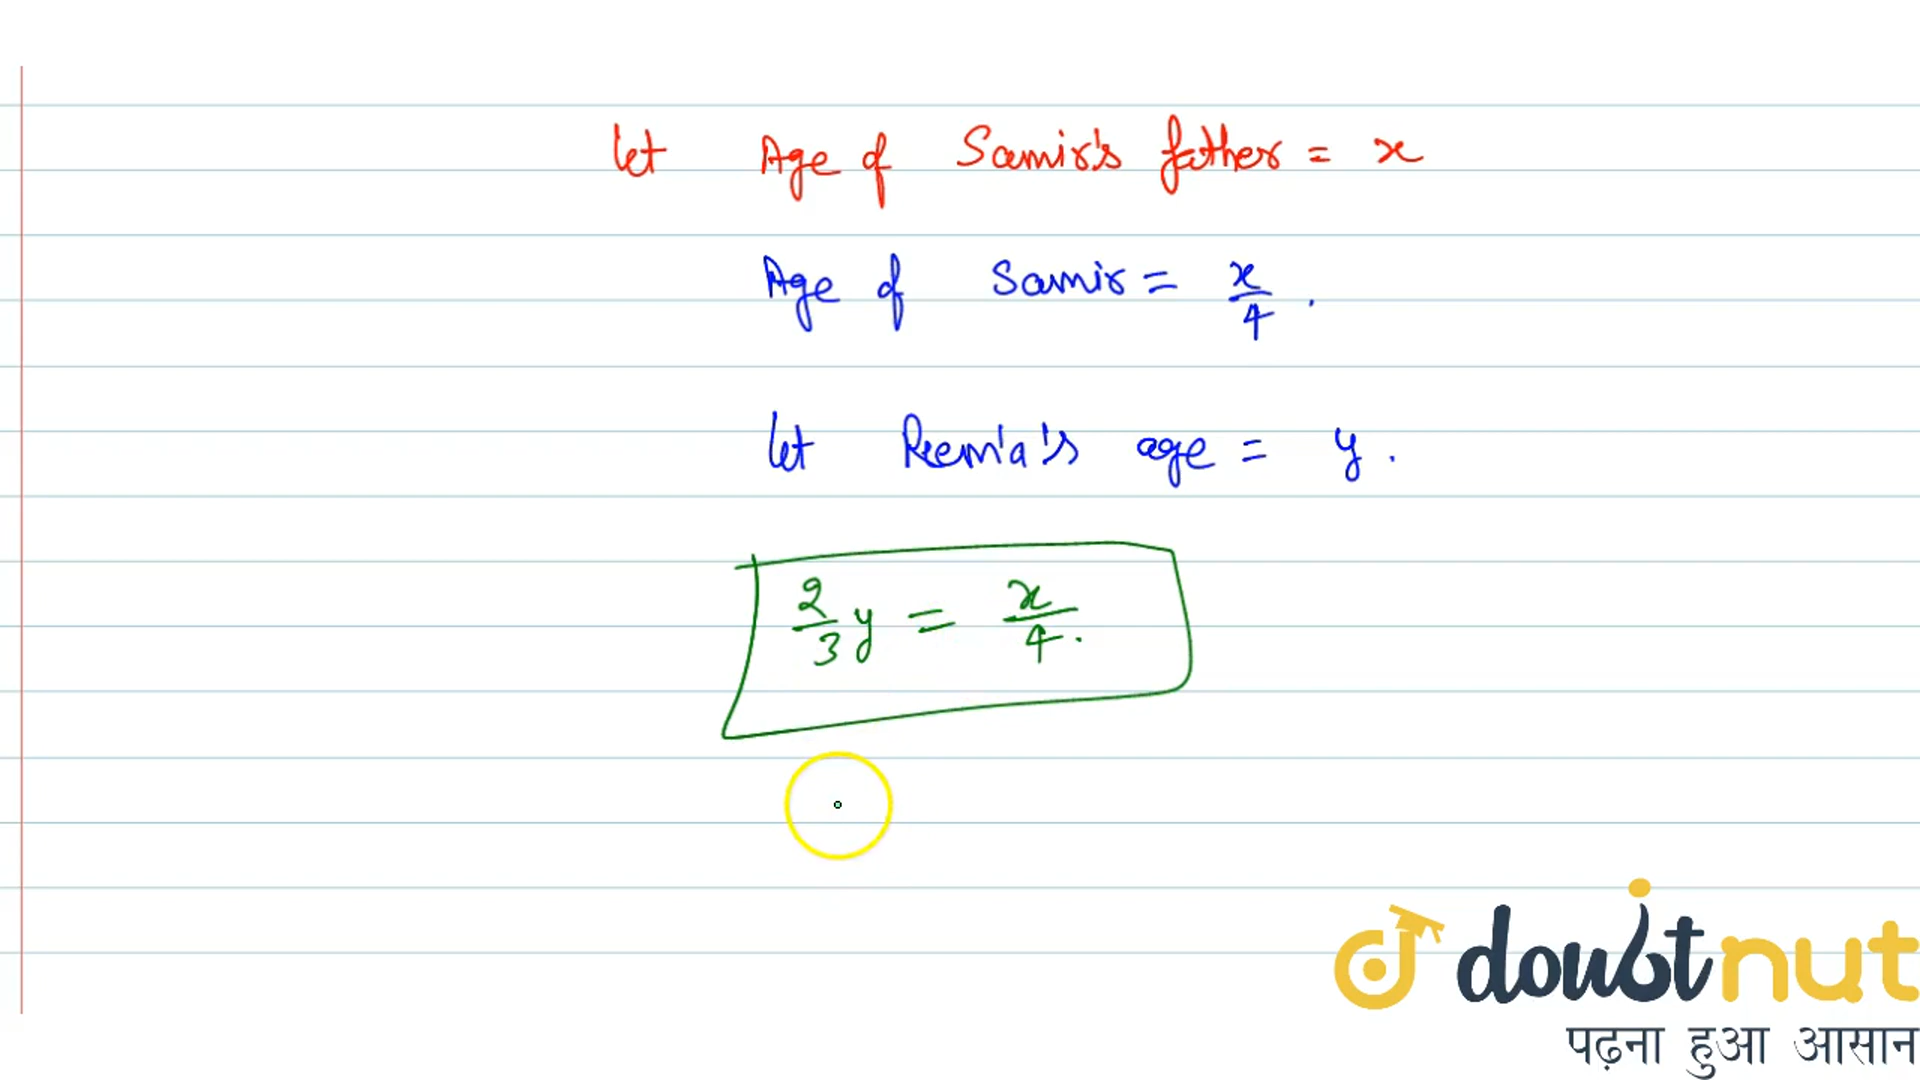 let Age of Samir's father = x
Age of Samir = x/4 .
let Reema's age = y .
2/3 y = x/4 .
doubtnut
पढ़ना हुआ आसान